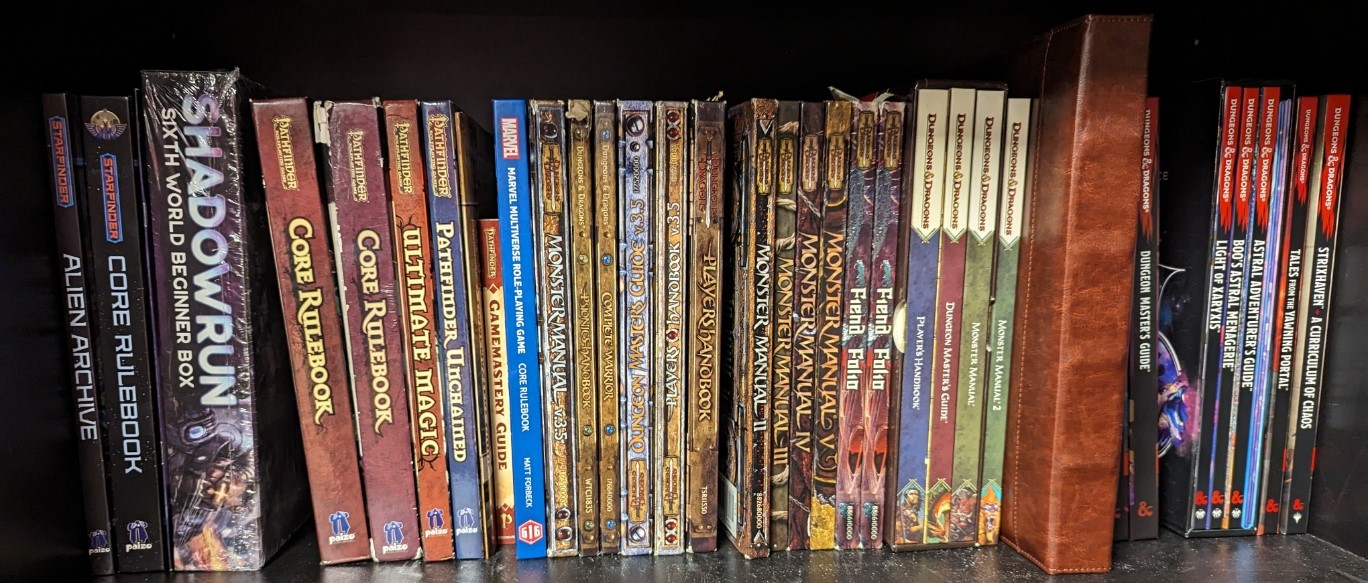 STARFINDER
ALIEN ARCHIVE
paizo
STARFINDER
CORE RULEBOOK
paizo
SHADOWRUN
SIXTH WORLD BEGINNER BOX
PATHFINDER
CORE RULEBOOK
paizo
PATHFINDER
CORE RULEBOOK
paizo
PATHFINDER
ULTIMATE MAGIC
paizo
PATHFINDER
PATHFINDER UNCHAINED
paizo
PATHFINDER
GAMEMASTERY GUIDE
MARVEL
MARVEL MULTIVERSE ROLE-PLAYING GAME CORE RULEBOOK
MATT FORBECK
616
MONSTER MANUAL v.3.5
DUNGEONS & DRAGONS
PSIONICS HANDBOOK
DUNGEONS & DRAGONS
COMPLETE WARRIOR
DUNGEON MASTER'S GUIDE v.3.5
PLAYER'S HANDBOOK v.3.5
PLAYER'S HANDBOOK
MONSTER MANUAL II
MONSTER MANUAL III
MONSTER MANUAL IV
MONSTER MANUAL V
Fiend Folio
Fiend Folio
DUNGEONS & DRAGONS
PLAYER'S HANDBOOK
DUNGEONS & DRAGONS
DUNGEON MASTER'S GUIDE
DUNGEONS & DRAGONS
MONSTER MANUAL
DUNGEONS & DRAGONS
MONSTER MANUAL 2
DUNGEONS & DRAGONS
DUNGEON MASTER'S GUIDE
&
DUNGEONS & DRAGONS
LIGHT OF XARYXIS
&
DUNGEONS & DRAGONS
BOO'S ASTRAL MENAGERIE
&
DUNGEONS & DRAGONS
ASTRAL ADVENTURER'S GUIDE
&
DUNGEONS & DRAGONS
TALES FROM THE YAWNING PORTAL
&
DUNGEONS & DRAGONS
STRIXHAVEN • A CURRICULUM OF CHAOS